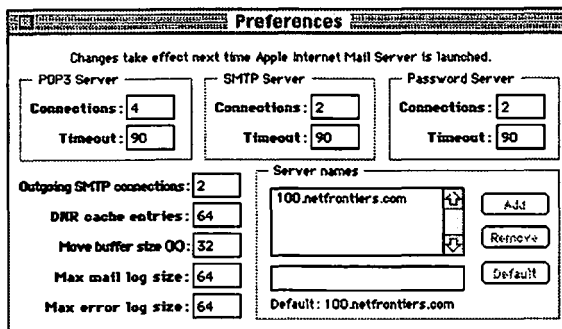 Preferences
Changes take effect next time Apple Internet Mail Server is launched.
POP3 Server
Connections: 4
Timeout: 90
SMTP Server
Connections: 2
Timeout: 90
Password Server
Connections: 2
Timeout: 90
Outgoing SMTP connections: 2
DNR cache entries: 64
Move buffer size (K): 32
Max mail log size: 64
Max error log size: 64
Server names
100.netfrontiers.com
Add
Remove
Default
Default: 100.netfrontiers.com